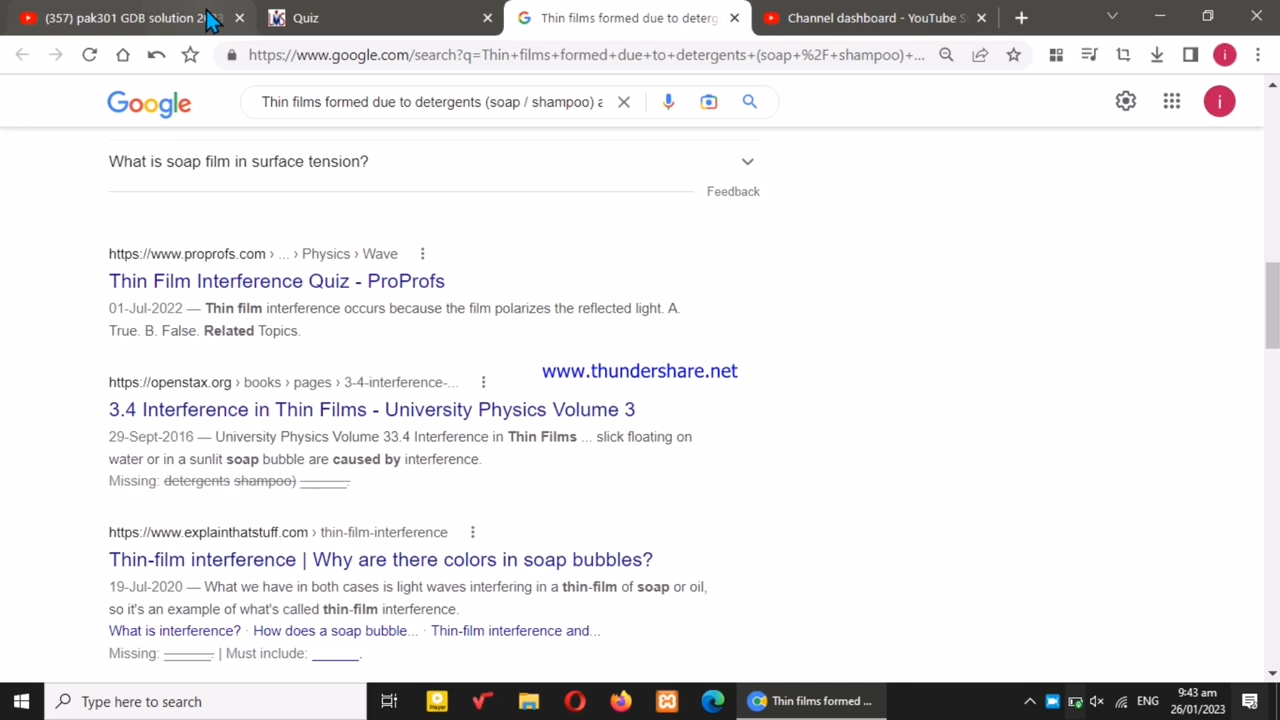 (357) pak301 GDB solution 2023
Quiz
Thin films formed due to deterg
Channel dashboard - YouTube S
https://www.google.com/search?q=Thin+films+formed+due+to+detergents+(soap+%2F+shampoo)+...
i
Google
Thin films formed due to detergents (soap / shampoo) a
i
What is soap film in surface tension?
Feedback
https://www.proprofs.com › ... › Physics › Wave
Thin Film Interference Quiz - ProProfs
01-Jul-2022 — Thin film interference occurs because the film polarizes the reflected light. A.
True. B. False. Related Topics.
www.thundershare.net
https://openstax.org › books › pages › 3-4-interference-...
3.4 Interference in Thin Films - University Physics Volume 3
29-Sept-2016 — University Physics Volume 33.4 Interference in Thin Films ... slick floating on
water or in a sunlit soap bubble are caused by interference.
Missing: detergents shampoo) ______.
https://www.explainthatstuff.com › thin-film-interference
Thin-film interference | Why are there colors in soap bubbles?
19-Jul-2020 — What we have in both cases is light waves interfering in a thin-film of soap or oil,
so it's an example of what's called thin-film interference.
What is interference? · How does a soap bubble... · Thin-film interference and...
Missing: ______. | Must include: ______.
Type here to search
Player
Thin films formed ...
ENG
9:43 am
26/01/2023